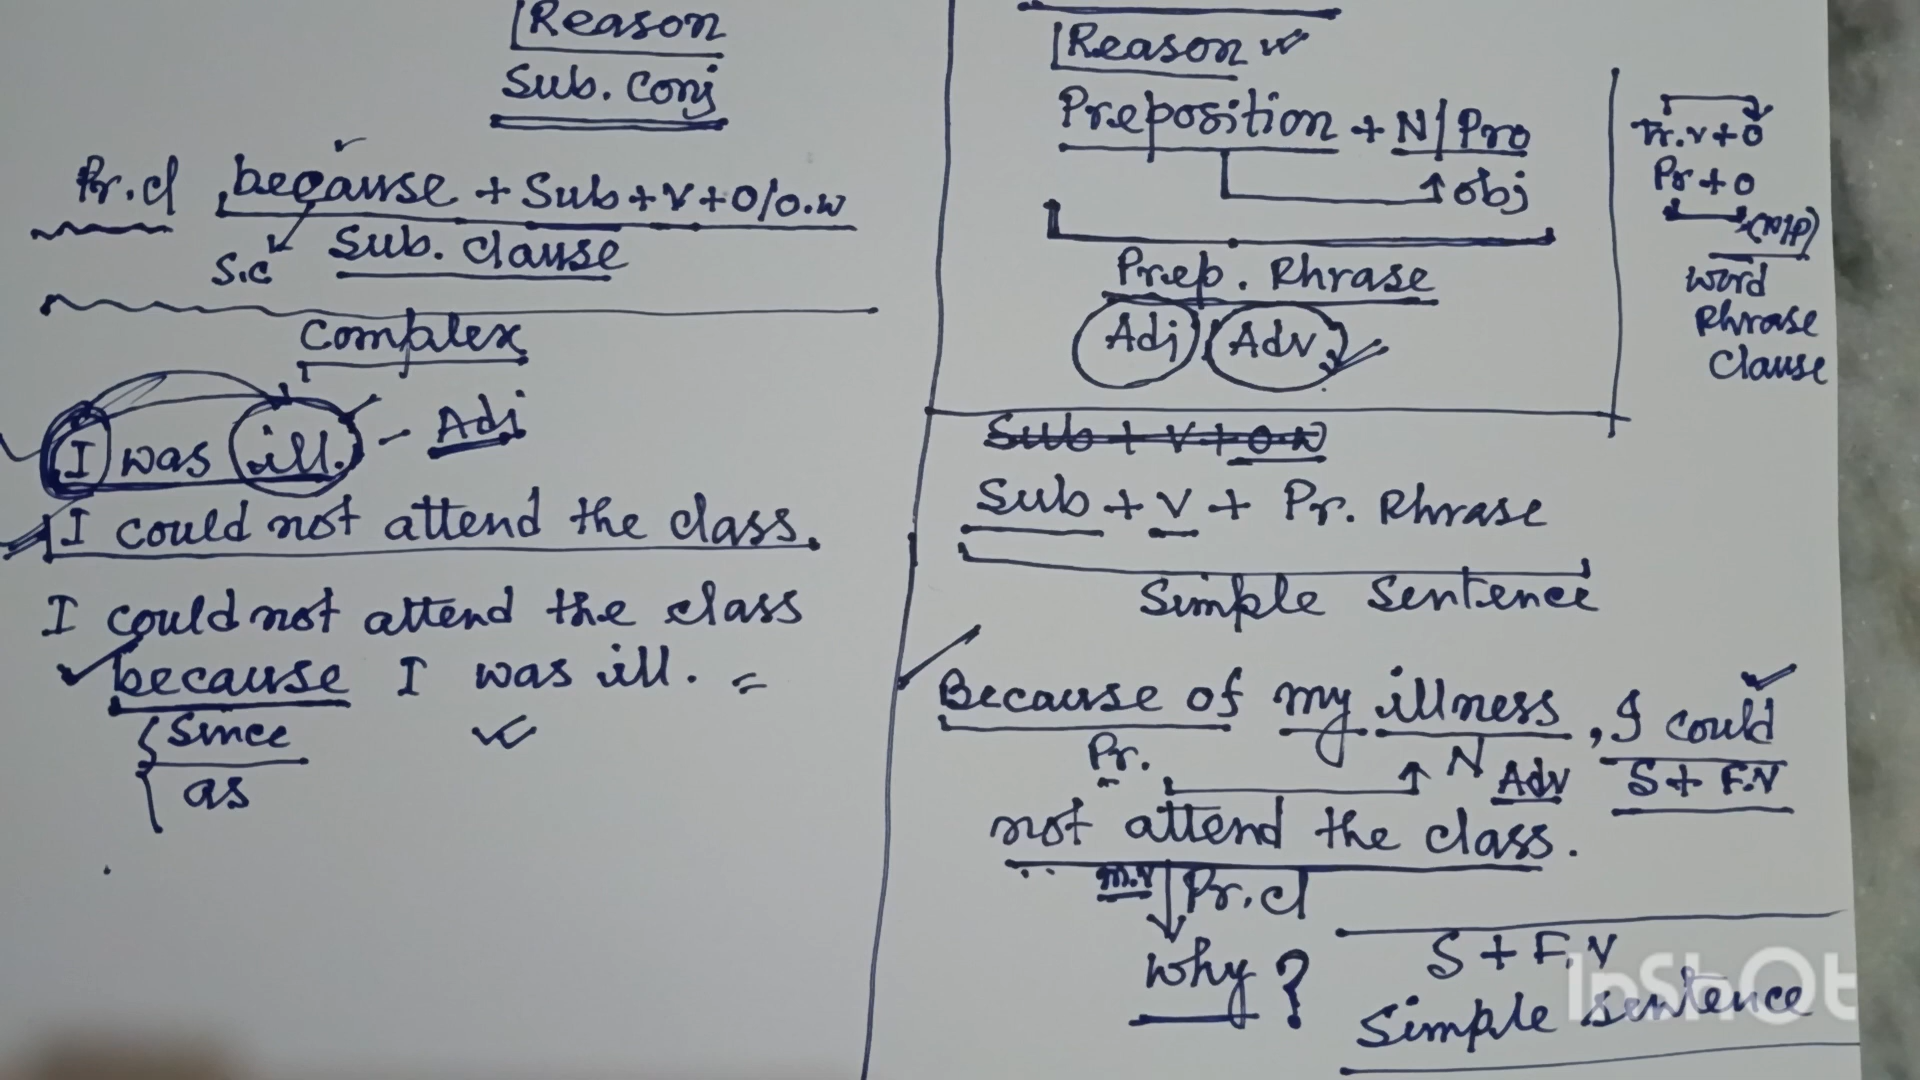 Reason
Sub. Conj
Pr.cl because + Sub + V + O/O.W
S.C Sub. Clause
Complex
I was ill. - Adj
I could not attend the class.
I could not attend the class
because I was ill. =
Since
as
Reason
Preposition + N/Pro
obj
Prep. Phrase
Adj Adv
Tr.V + O
Pr + O
(N/P)
Word
Phrase
Clause
Sub + V + O.W
Sub + V + Pr. Phrase
Simple Sentence
Because of my illness, I could
Pr. N Adv S + F.V
not attend the class.
M.V Pr.cl
Why?
S + F.V
Simple sentence
InShOt